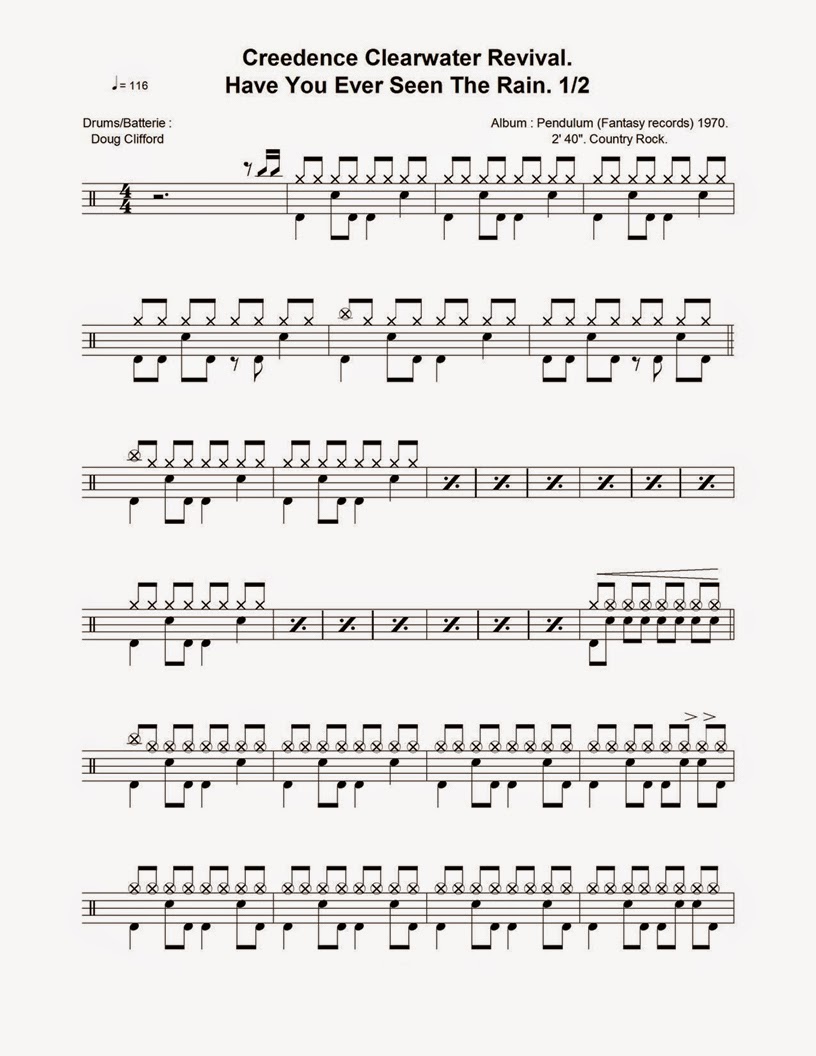 Creedence Clearwater Revival.
♩= 116
Have You Ever Seen The Rain. 1/2
Drums/Batterie :
Doug Clifford
Album : Pendulum (Fantasy records) 1970.
2' 40". Country Rock.
4
4